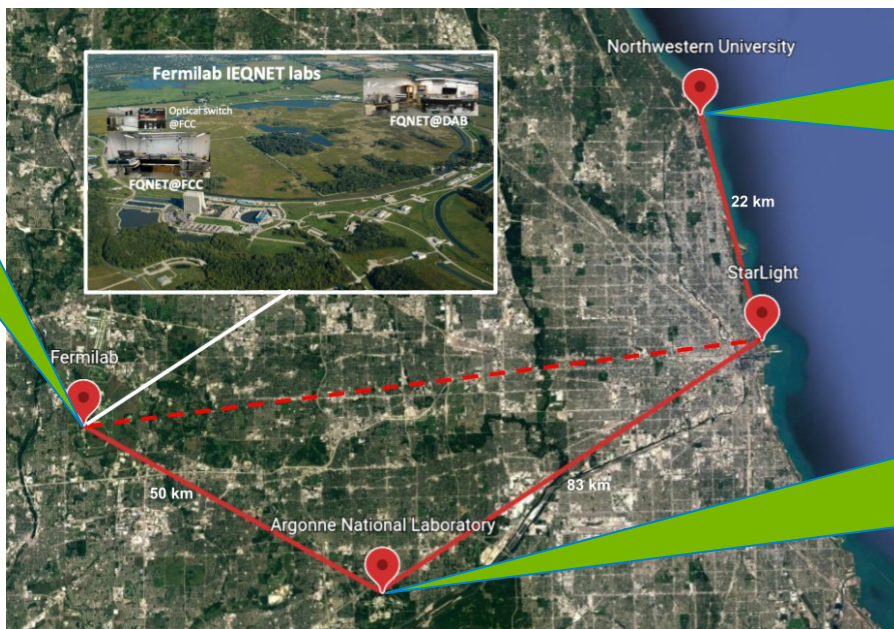 Northwestern University
Fermilab IEQNET labs
Optical switch
@FCC
FQNET@DAB
FQNET@FCC
22 km
StarLight
Fermilab
50 km
83 km
Argonne National Laboratory